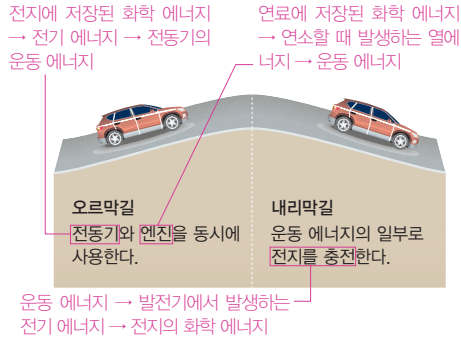 전지에 저장된 화학 에너지
→ 전기 에너지 → 전동기의
운동 에너지
연료에 저장된 화학 에너지
→ 연소할 때 발생하는 열에
너지 → 운동 에너지
오르막길
전동기와 엔진을 동시에
사용한다.
내리막길
운동 에너지의 일부로
전지를 충전한다.
운동 에너지 → 발전기에서 발생하는
전기 에너지 → 전지의 화학 에너지